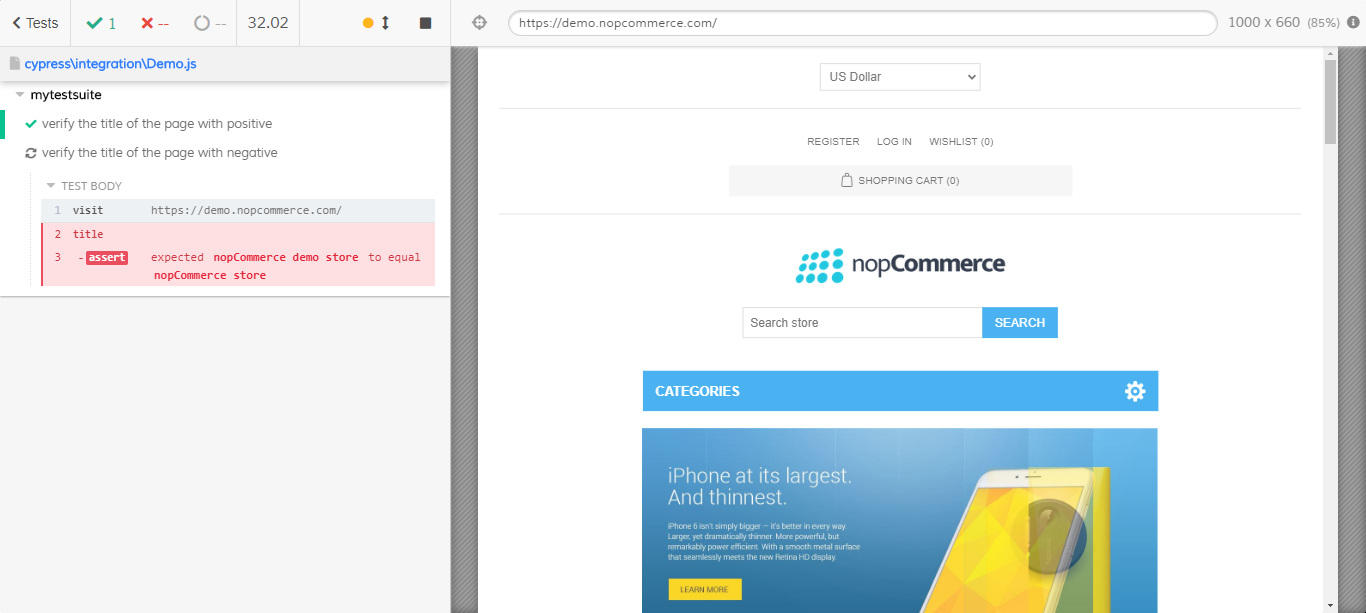 Tests
1
--
--
32.02
https://demo.nopcommerce.com/
1000 x 660 (85%)
cypress\integration\Demo.js
mytestsuite
verify the title of the page with positive
verify the title of the page with negative
TEST BODY
1 visit https://demo.nopcommerce.com/
2 title
3 -assert expected nopCommerce demo store to equal
nopCommerce store
US Dollar
REGISTER LOG IN WISHLIST (0)
SHOPPING CART (0)
nopCommerce
Search store SEARCH
CATEGORIES
iPhone at its largest.
And thinnest.
iPhone 6 isn't simply bigger – it's better in every way.
Larger, yet dramatically thinner. More powerful, but
remarkably power efficient. With a smooth metal surface
that seamlessly meets the new Retina HD display.
LEARN MORE